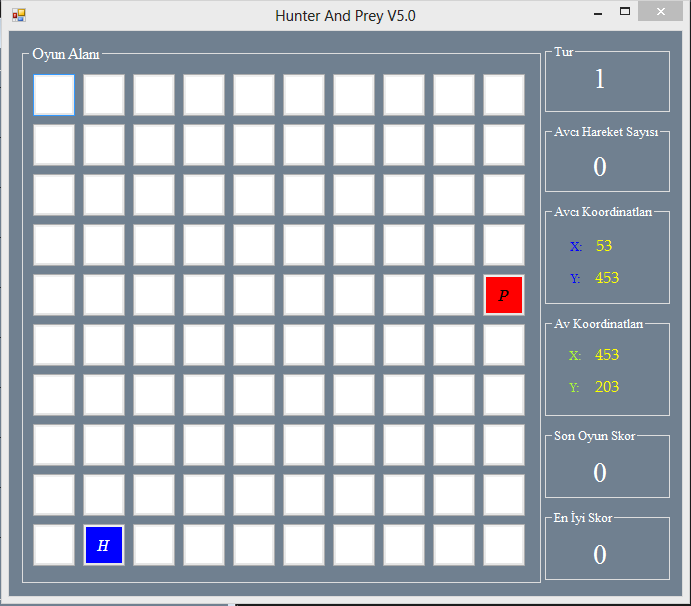 Hunter And Prey V5.0
Oyun Alanı
Tur
1
Avcı Hareket Sayısı
0
Avcı Koordinatları
X: 53
Y: 453
P
Av Koordinatları
X: 453
Y: 203
Son Oyun Skor
0
H
En İyi Skor
0